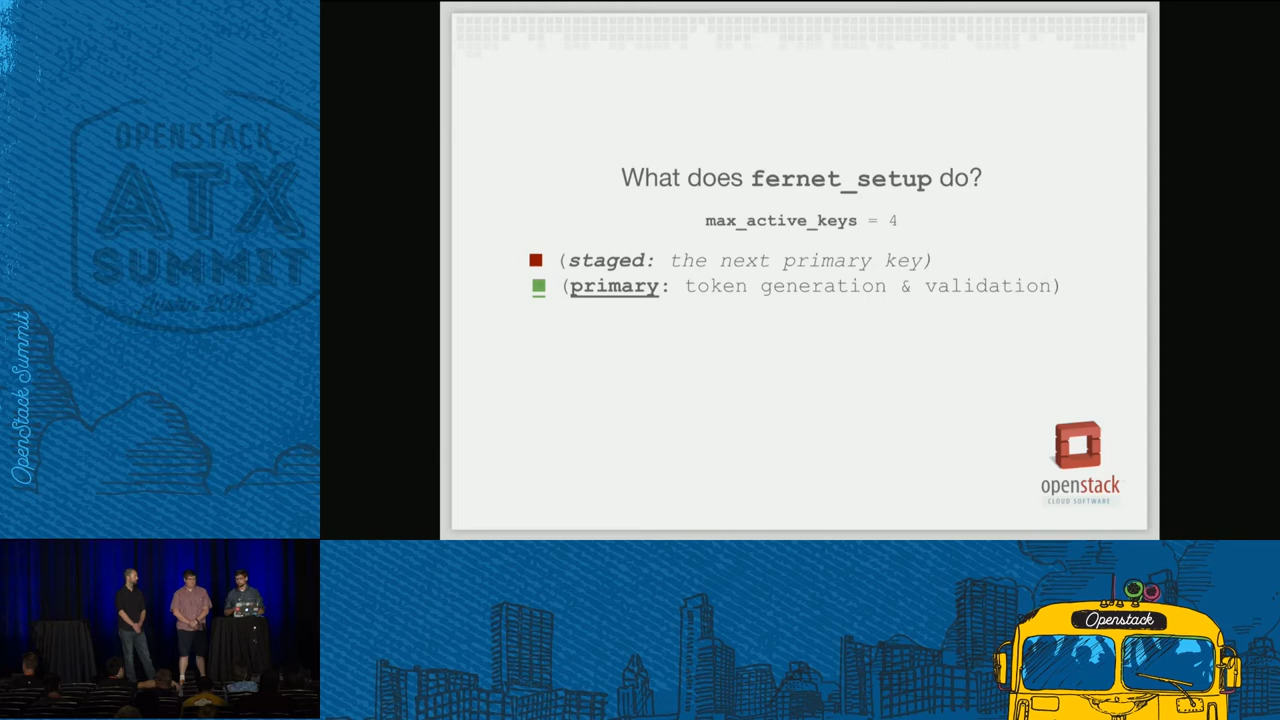 OPENSTACK
ATX
SUMMIT
Austin 2016
OpenStack Summit
What does fernet_setup do?
max_active_keys = 4
(staged: the next primary key)
(primary: token generation & validation)
openstack
CLOUD SOFTWARE
Openstack